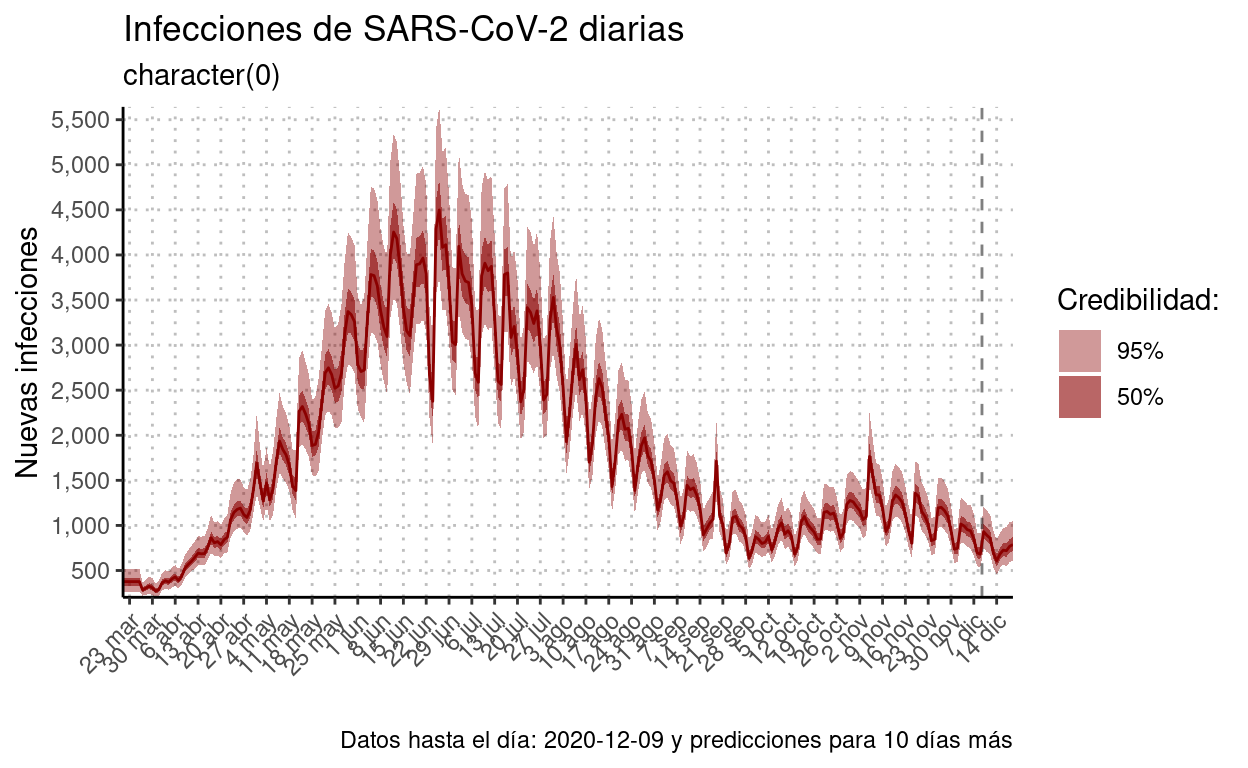 Infecciones de SARS-CoV-2 diarias
character(0)
Nuevas infecciones
5,500
5,000
4,500
4,000
3,500
3,000
2,500
2,000
1,500
1,000
500
23 mar
30 mar
6 abr
13 abr
20 abr
27 abr
4 may
11 may
18 may
25 may
1 jun
8 jun
15 jun
22 jun
29 jun
6 jul
13 jul
20 jul
27 jul
3 ago
10 ago
17 ago
24 ago
31 ago
7 sep
14 sep
21 sep
28 sep
5 oct
12 oct
19 oct
26 oct
2 nov
9 nov
16 nov
23 nov
30 nov
7 dic
14 dic
Credibilidad:
95%
50%
Datos hasta el día: 2020-12-09 y predicciones para 10 días más